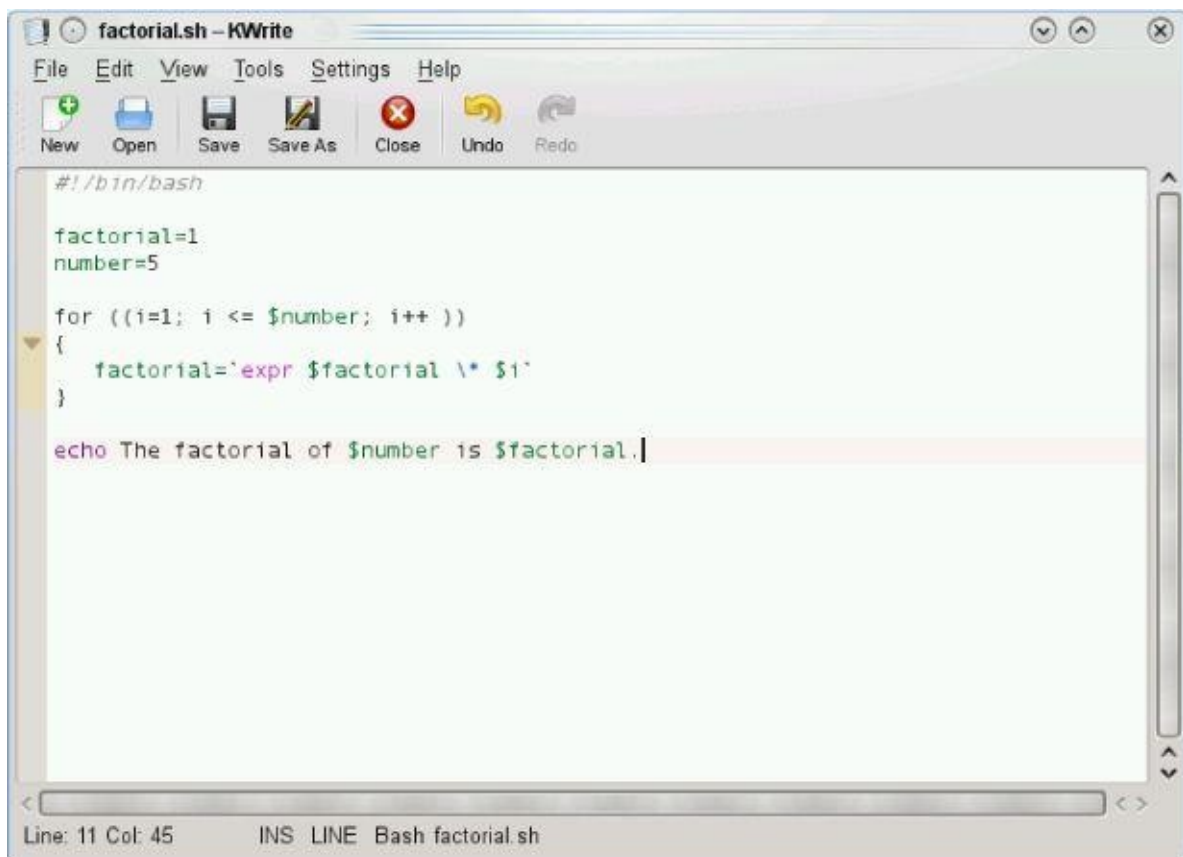 factorial.sh – KWrite
File Edit View Tools Settings Help
New Open Save Save As Close Undo Redo
#!/bin/bash
factorial=1
number=5
for ((i=1; i <= $number; i++ ))
{
factorial=`expr $factorial \* $i`
}
echo The factorial of $number is $factorial.
Line: 11 Col: 45 INS LINE Bash factorial.sh